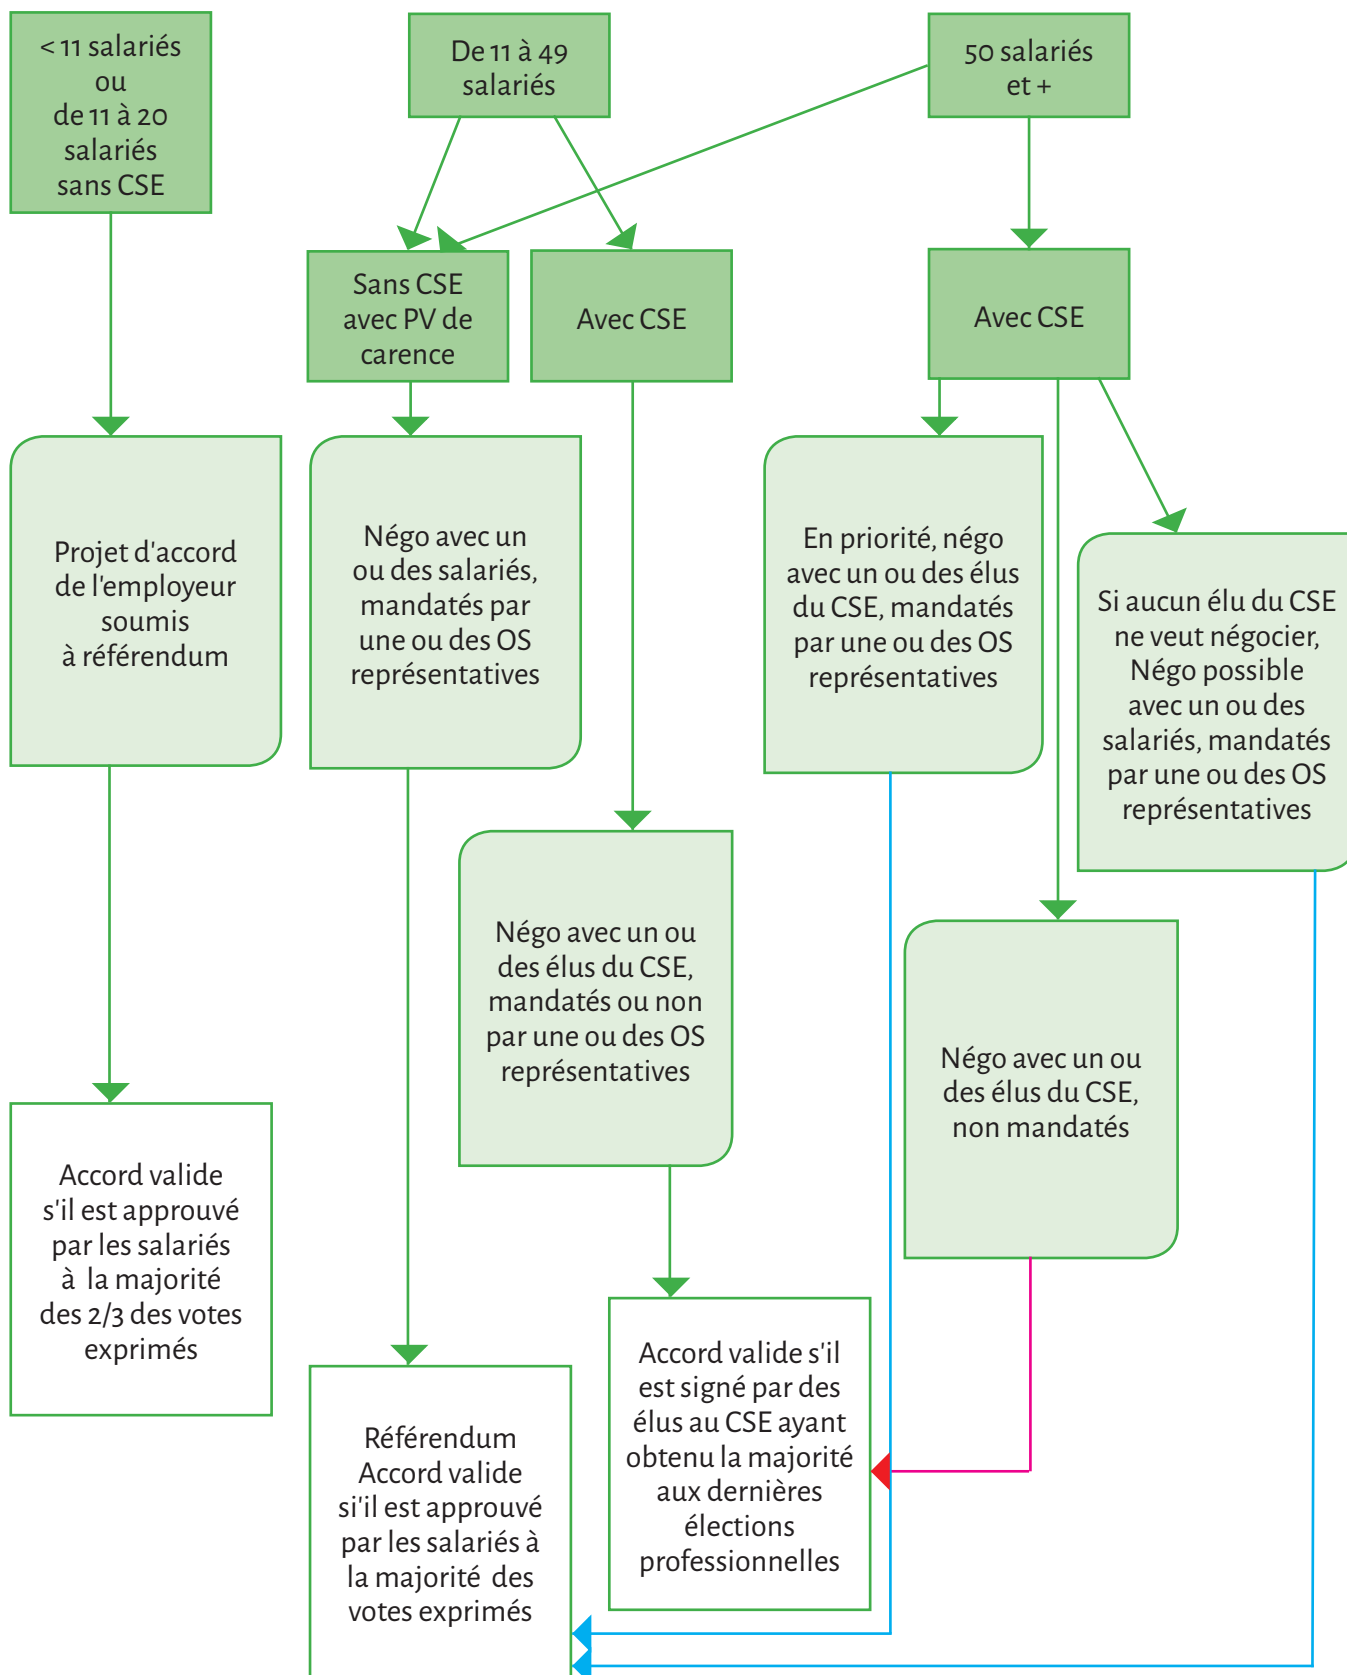 < 11 salariés
ou
de 11 à 20
salariés
sans CSE
De 11 à 49
salariés
50 salariés
et +
Sans CSE
avec PV de
carence
Avec CSE
Avec CSE
Projet d'accord
de l'employeur
soumis
à référendum
Négo avec un
ou des salariés,
mandatés par
une ou des OS
représentatives
En priorité, négo
avec un ou des élus
du CSE, mandatés
par une ou des OS
représentatives
Si aucun élu du CSE
ne veut négocier,
Négo possible
avec un ou des
salariés, mandatés
par une ou des OS
représentatives
Négo avec un ou
des élus du CSE,
mandatés ou non
par une ou des OS
représentatives
Négo avec un ou
des élus du CSE,
non mandatés
Accord valide
s'il est approuvé
par les salariés
à la majorité
des 2/3 des votes
exprimés
Référendum
Accord valide
si'il est approuvé
par les salariés à
la majorité des
votes exprimés
Accord valide s'il
est signé par des
élus au CSE ayant
obtenu la majorité
aux dernières
élections
professionnelles